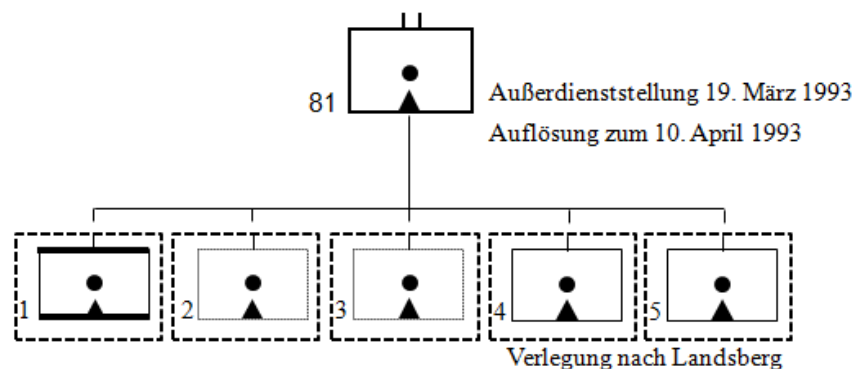 81
Außerdienststellung 19. März 1993
Auflösung zum 10. April 1993
1
2
3
4
5
Verlegung nach Landsberg